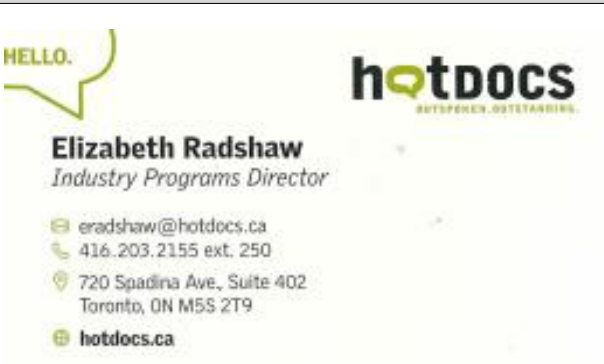 HELLO.
hotDOCS
OUTSPOKEN. OUTSTANDING.
Elizabeth Radshaw
Industry Programs Director
eradshaw@hotdocs.ca
416.203.2155 ext. 250
720 Spadina Ave., Suite 402
Toronto, ON M5S 2T9
hotdocs.ca